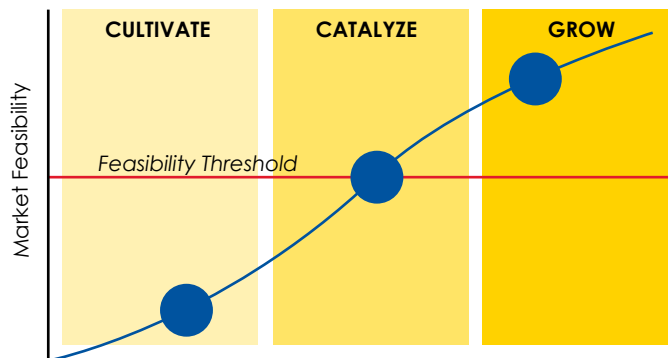 CULTIVATE
CATALYZE
GROW
Feasibility Threshold
Market Feasibility